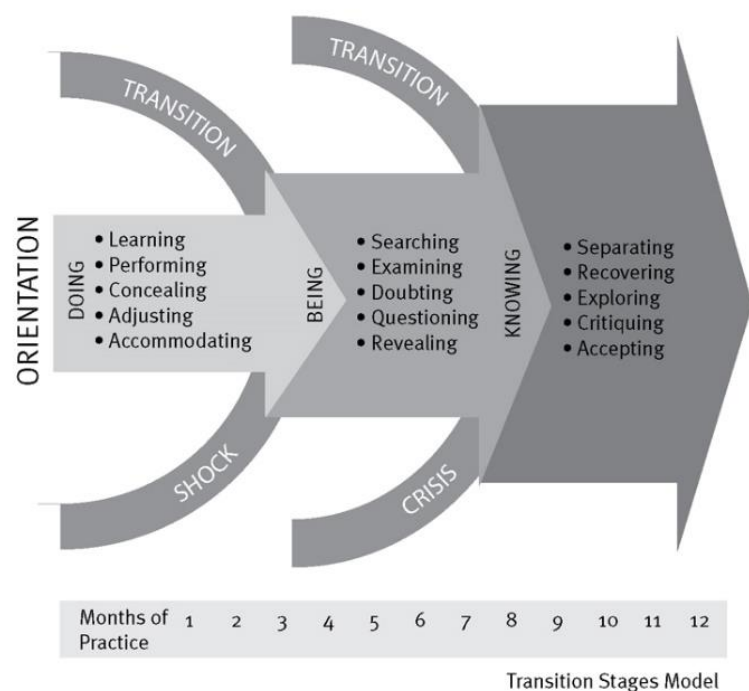 TRANSITION
TRANSITION
ORIENTATION
DOING
• Learning
• Performing
• Concealing
• Adjusting
• Accommodating
BEING
• Searching
• Examining
• Doubting
• Questioning
• Revealing
KNOWING
• Separating
• Recovering
• Exploring
• Critiquing
• Accepting
SHOCK
CRISIS
Months of Practice 1 2 3 4 5 6 7 8 9 10 11 12
Transition Stages Model